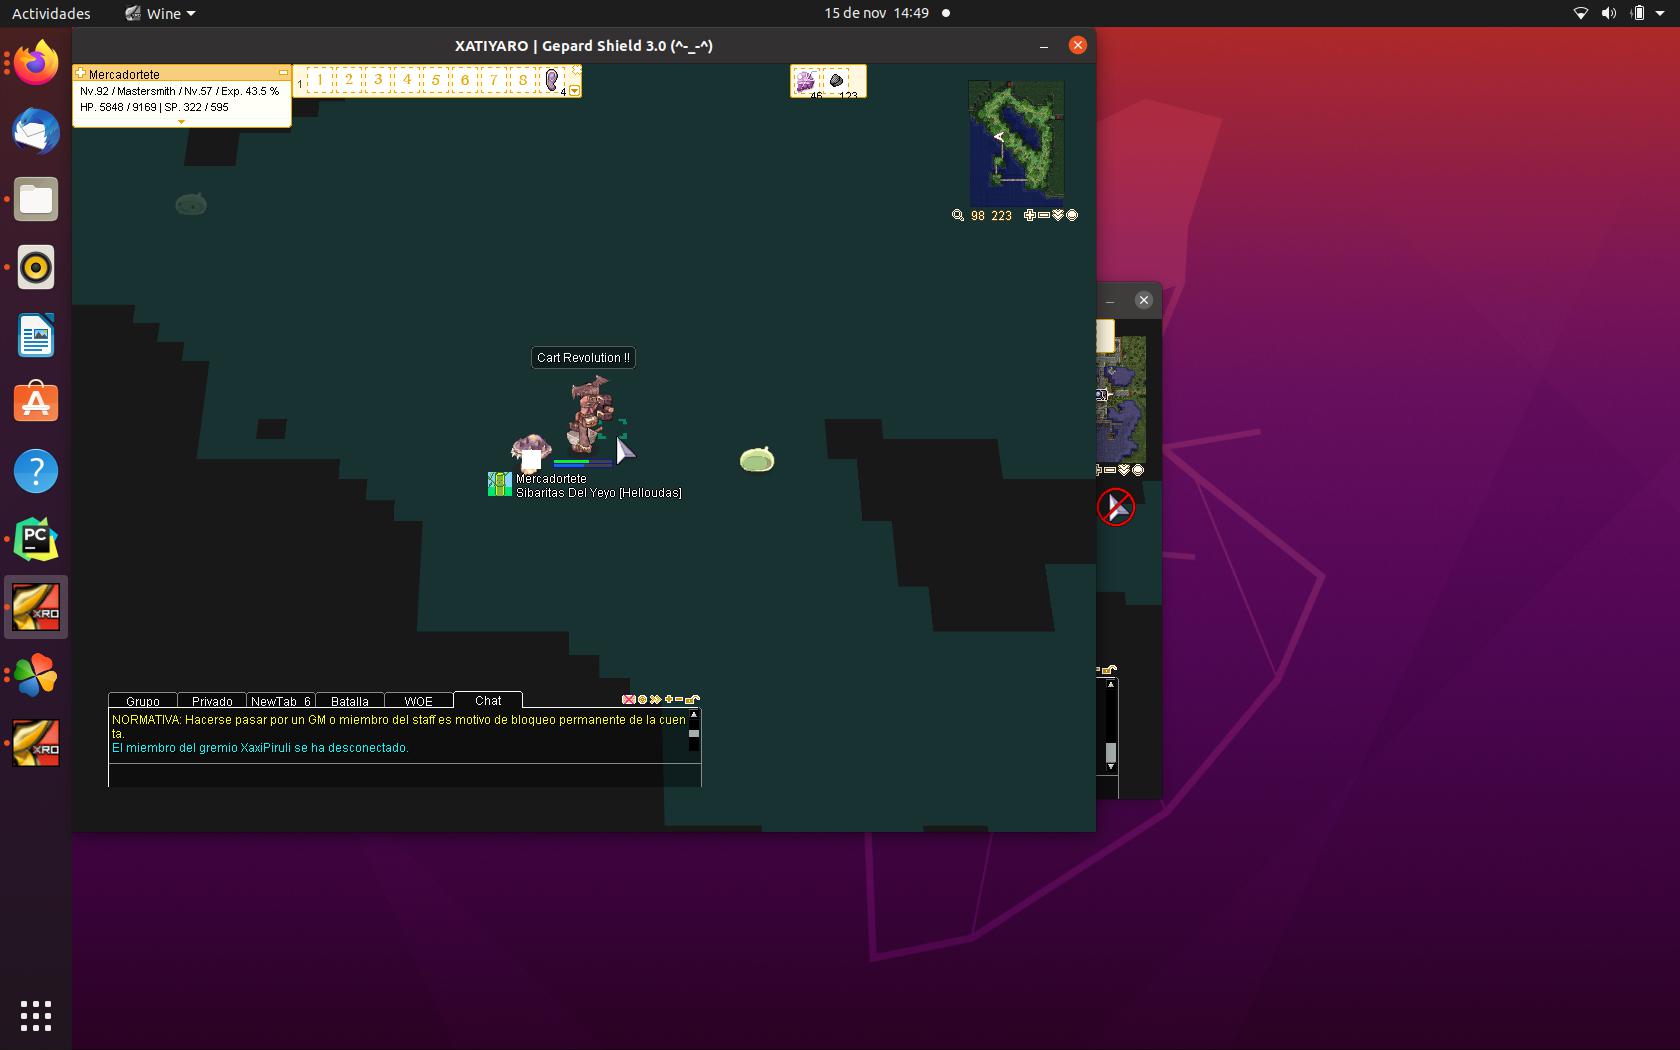 Actividades
Wine
15 de nov 14:49
XATIYARO | Gepard Shield 3.0 (^-_-^)
Mercadortete
Nv.92 / Mastersmith / Nv.57 / Exp. 43.5 %
HP. 5848 / 9169 | SP. 322 / 595
1 1 2 3 4 5 6 7 8 4
46 123
98 223
Cart Revolution !!
Mercadortete
Sibaritas Del Yeyo [Helloudas]
PC
XRO
XRO
Grupo Privado NewTab 6 Batalla WOE Chat
NORMATIVA: Hacerse pasar por un GM o miembro del staff es motivo de bloqueo permanente de la cuen
ta.
El miembro del gremio XaxiPiruli se ha desconectado.